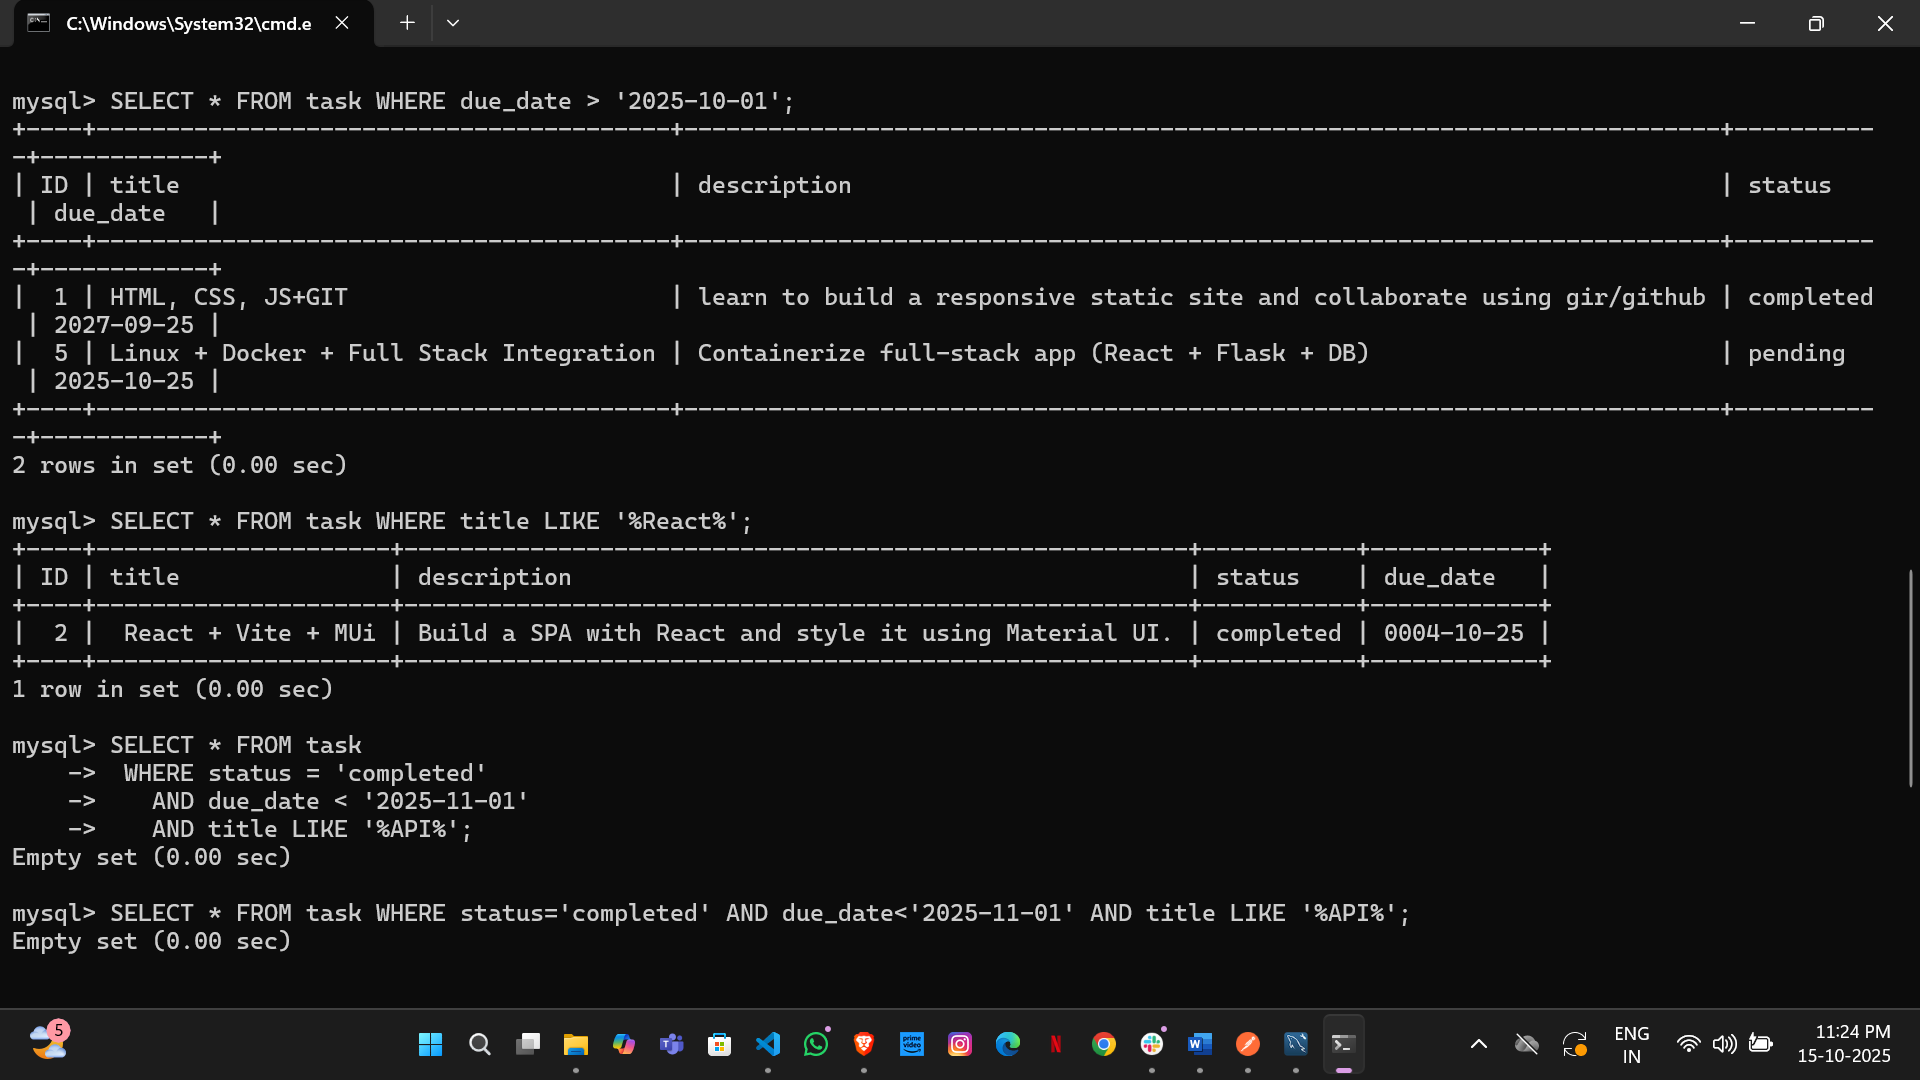 C:\Windows\System32\cmd.e
mysql> SELECT * FROM task WHERE due_date > '2025-10-01';
+----+-----------------------------------------+--------------------------------------------------------------------------+----------
-+------------+
| ID | title                                   | description                                                              | status
 | due_date   |
+----+-----------------------------------------+--------------------------------------------------------------------------+----------
-+------------+
|  1 | HTML, CSS, JS+GIT                       | learn to build a responsive static site and collaborate using gir/github | completed
 | 2027-09-25 |
|  5 | Linux + Docker + Full Stack Integration | Containerize full-stack app (React + Flask + DB)                         | pending
 | 2025-10-25 |
+----+-----------------------------------------+--------------------------------------------------------------------------+----------
-+------------+
2 rows in set (0.00 sec)
mysql> SELECT * FROM task WHERE title LIKE '%React%';
+----+---------------------+--------------------------------------------------------+-----------+------------+
| ID | title               | description                                            | status    | due_date   |
+----+---------------------+--------------------------------------------------------+-----------+------------+
|  2 |  React + Vite + MUi | Build a SPA with React and style it using Material UI. | completed | 0004-10-25 |
+----+---------------------+--------------------------------------------------------+-----------+------------+
1 row in set (0.00 sec)
mysql> SELECT * FROM task
    ->  WHERE status = 'completed'
    ->    AND due_date < '2025-11-01'
    ->    AND title LIKE '%API%';
Empty set (0.00 sec)
mysql> SELECT * FROM task WHERE status='completed' AND due_date<'2025-11-01' AND title LIKE '%API%';
Empty set (0.00 sec)
5
prime video
ENG
IN
11:24 PM
15-10-2025